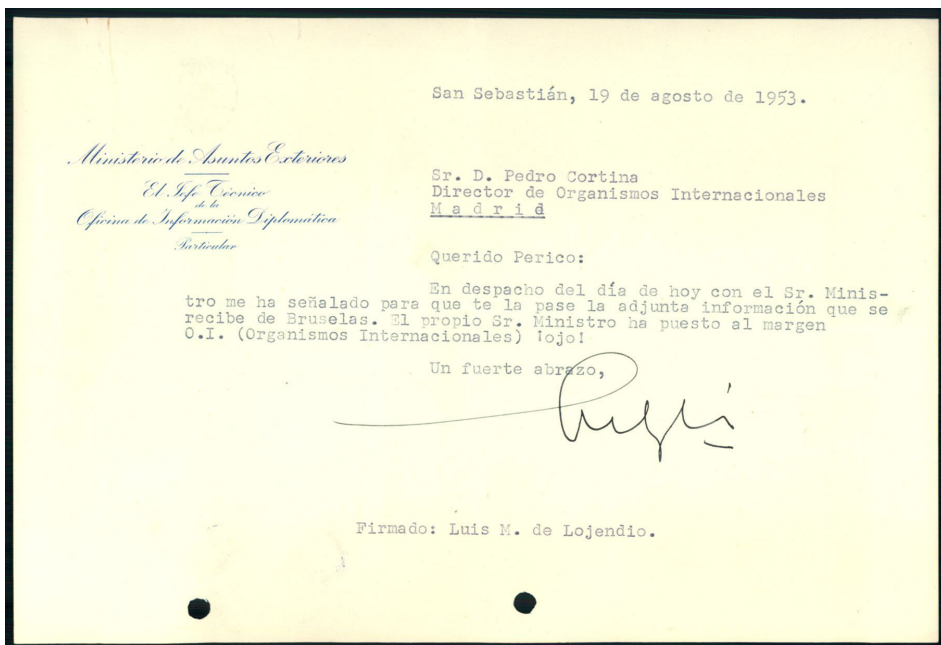 San Sebastián, 19 de agosto de 1953.
Ministerio de Asuntos Exteriores
El Jefe Técnico
de la
Oficina de Información Diplomática
Particular
Sr. D. Pedro Cortina
Director de Organismos Internacionales
M a d r i d
Querido Perico:
En despacho del día de hoy con el Sr. Minis-
tro me ha señalado para que te la pase la adjunta información que se
recibe de Bruselas. El propio Sr. Ministro ha puesto al margen
O.I. (Organismos Internacionales) !ojo!
Un fuerte abrazo,
Firmado: Luis M. de Lojendio.